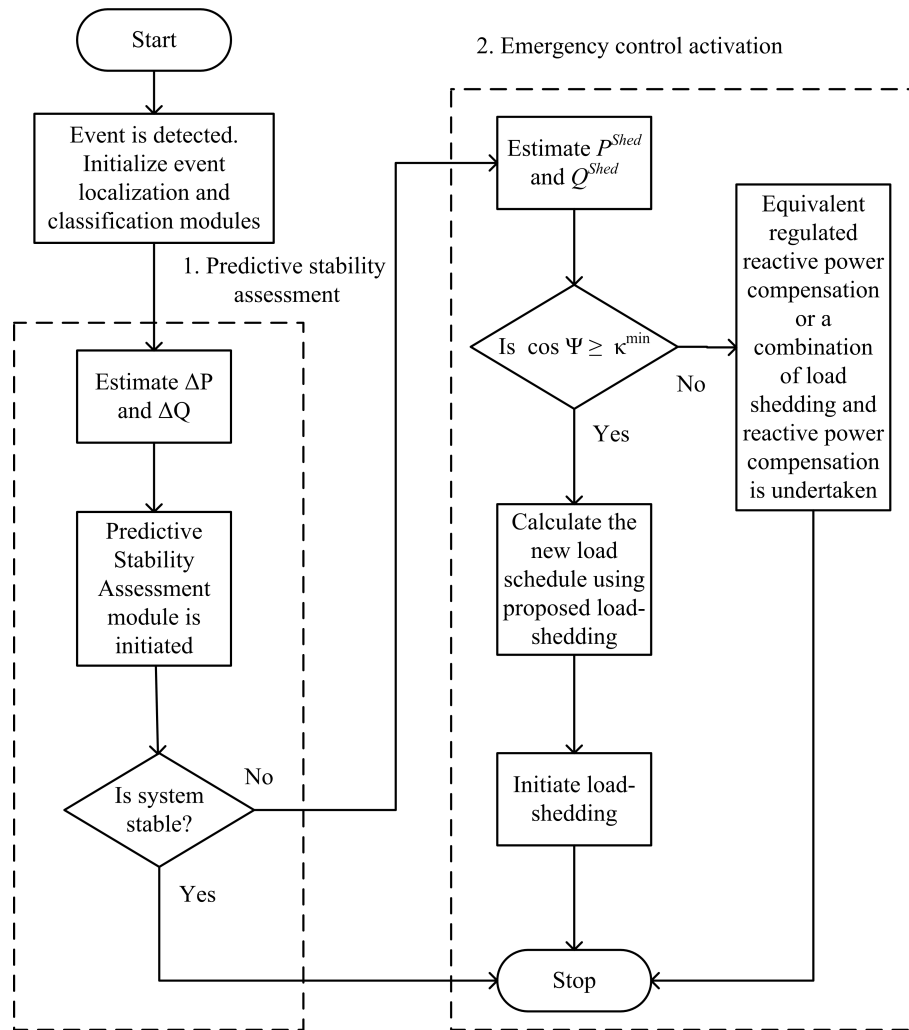 Start
Event is detected.
Initialize event
localization and
classification modules
1. Predictive stability
assessment
Estimate ΔP
and ΔQ
Predictive
Stability
Assessment
module is
initiated
Is system
stable?
No
Yes
2. Emergency control activation
Estimate P^Shed
and Q^Shed
Is cos Ψ ≥ κ^min
No
Yes
Equivalent
regulated
reactive power
compensation
or a
combination
of load
shedding and
reactive power
compensation
is undertaken
Calculate the
new load
schedule using
proposed load-
shedding
Initiate load-
shedding
Stop